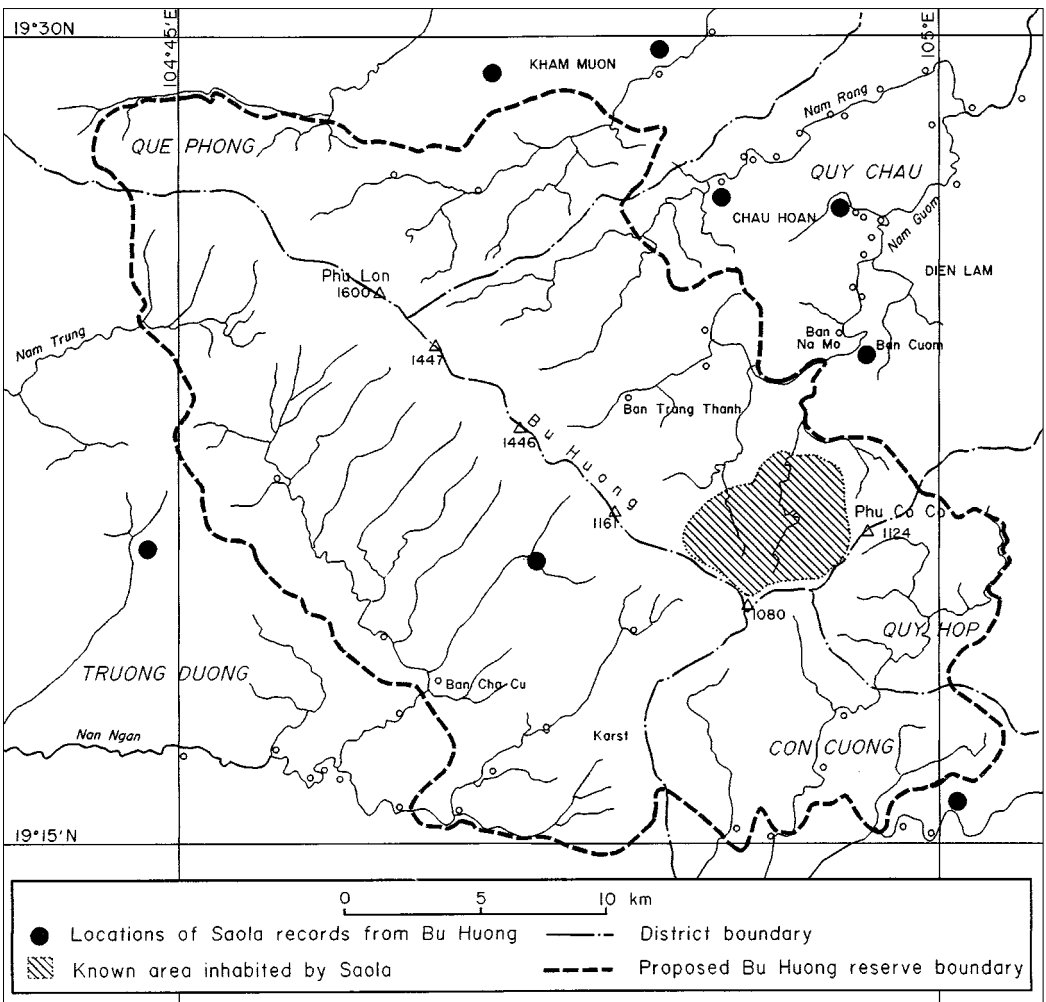 19°30N
104°45'E
105°E
KHAM MUON
Nam Rang
QUE PHONG
QUY CHAU
CHAU HOAN
Nam Guom
DIEN LAM
Phu Lon
1600
Nam Trung
Ban
Na Mo
Ban Cuom
1447
Ban Trang Thanh
Bu Huong
1446
1161
Phu Co Co
1124
1080
QUY HOP
TRUONG DUONG
Ban Cha Cu
Nan Ngan
Karst
CON CUONG
19°15'N
0 5 10 km
Locations of Saola records from Bu Huong
District boundary
Known area inhabited by Saola
Proposed Bu Huong reserve boundary